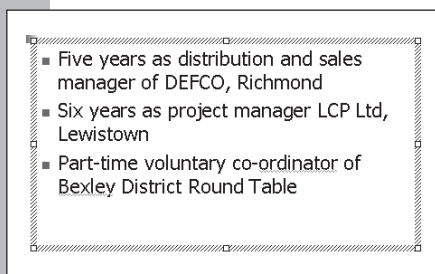 Five years as distribution and sales
manager of DEFCO, Richmond
Six years as project manager LCP Ltd,
Lewistown
Part-time voluntary co-ordinator of
Bexley District Round Table